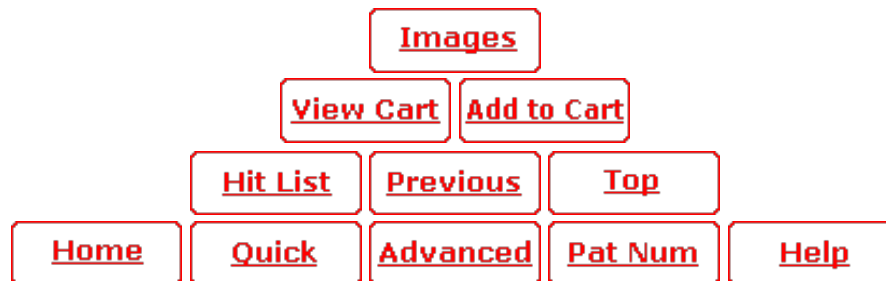 Images
View Cart Add to Cart
Hit List Previous Top
Home Quick Advanced Pat Num Help